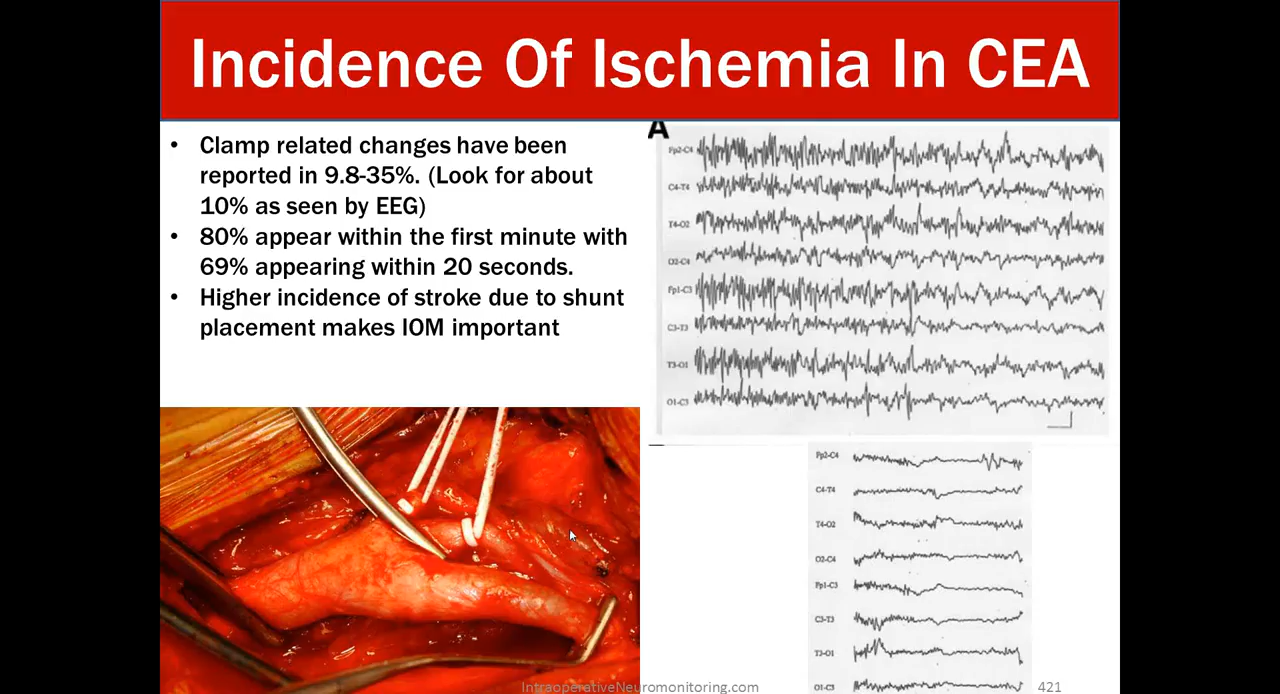 Incidence Of Ischemia In CEA
• Clamp related changes have been
reported in 9.8-35%. (Look for about
10% as seen by EEG)
• 80% appear within the first minute with
69% appearing within 20 seconds.
• Higher incidence of stroke due to shunt
placement makes IOM important
A
Fp2-C4
C4-T4
T4-O2
O2-C4
Fp1-C3
C3-T3
T3-O1
O1-C3
Fp2-C4
C4-T4
T4-O2
O2-C4
Fp1-C3
C3-T3
T3-O1
O1-C3
IntraoperativeNeuromonitoring.com
421